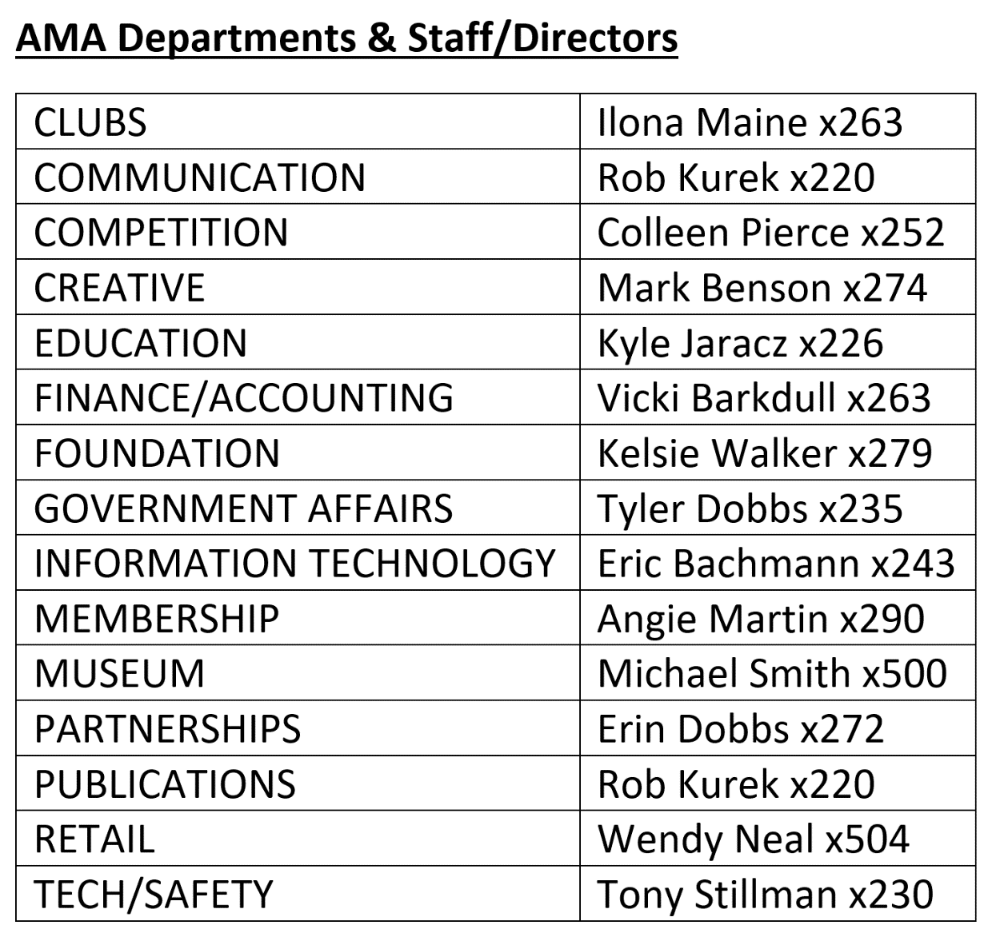 AMA Departments & Staff/Directors
CLUBS Ilona Maine x263
COMMUNICATION Rob Kurek x220
COMPETITION Colleen Pierce x252
CREATIVE Mark Benson x274
EDUCATION Kyle Jaracz x226
FINANCE/ACCOUNTING Vicki Barkdull x263
FOUNDATION Kelsie Walker x279
GOVERNMENT AFFAIRS Tyler Dobbs x235
INFORMATION TECHNOLOGY Eric Bachmann x243
MEMBERSHIP Angie Martin x290
MUSEUM Michael Smith x500
PARTNERSHIPS Erin Dobbs x272
PUBLICATIONS Rob Kurek x220
RETAIL Wendy Neal x504
TECH/SAFETY Tony Stillman x230